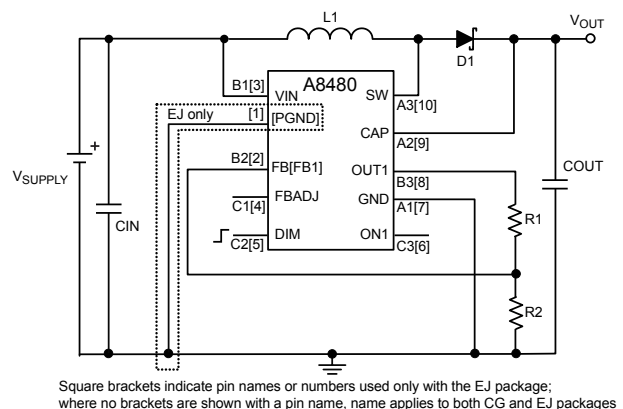 L1
VOUT
D1
A8480
B1[3]
VIN
SW
A3[10]
EJ only
[1]
[PGND]
CAP
A2[9]
VSUPPLY
+
B2[2]
FB[FB1]
OUT1
B3[8]
COUT
FBADJ
C1[4]
GND
A1[7]
R1
CIN
DIM
C2[5]
ON1
C3[6]
R2
Square brackets indicate pin names or numbers used only with the EJ package;
where no brackets are shown with a pin name, name applies to both CG and EJ packages